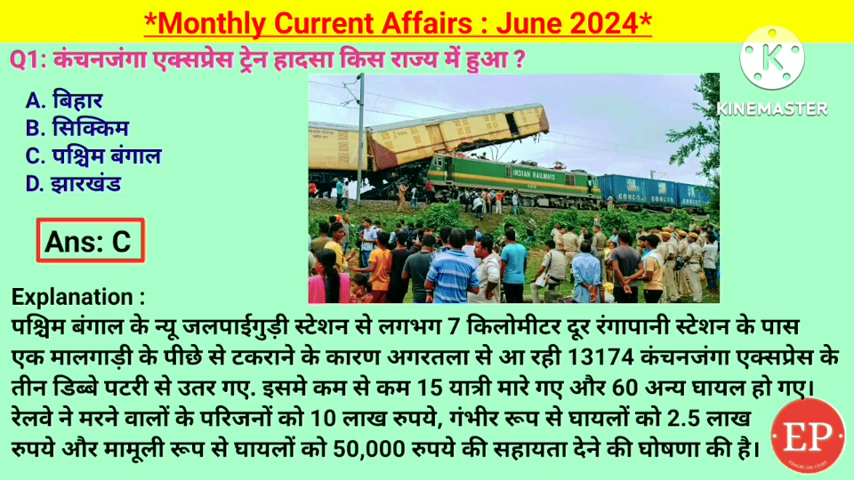 *Monthly Current Affairs : June 2024*
Q1: कंचनजंगा एक्सप्रेस ट्रेन हादसा किस राज्य में हुआ ?
KINEMASTER
A. बिहार
B. सिक्किम
C. पश्चिम बंगाल
D. झारखंड
INDIAN RAILWAYS
CONCOR
Ans: C
Explanation :
पश्चिम बंगाल के न्यू जलपाईगुड़ी स्टेशन से लगभग 7 किलोमीटर दूर रंगापानी स्टेशन के पास
एक मालगाड़ी के पीछे से टकराने के कारण अगरतला से आ रही 13174 कंचनजंगा एक्सप्रेस के
तीन डिब्बे पटरी से उतर गए. इसमे कम से कम 15 यात्री मारे गए और 60 अन्य घायल हो गए।
रेलवे ने मरने वालों के परिजनों को 10 लाख रुपये, गंभीर रूप से घायलों को 2.5 लाख
रुपये और मामूली रूप से घायलों को 50,000 रुपये की सहायता देने की घोषणा की है।
EP